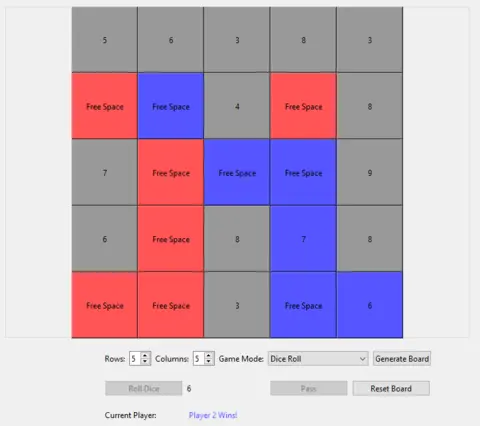 5 6 3 8 3
Free Space Free Space 4 Free Space 8
7 Free Space Free Space Free Space 9
6 Free Space 8 7 8
Free Space Free Space 3 Free Space 6
Rows: 5 Columns: 5 Game Mode: Dice Roll Generate Board
Roll Dice 6 Pass Reset Board
Current Player: Player 2 Wins!